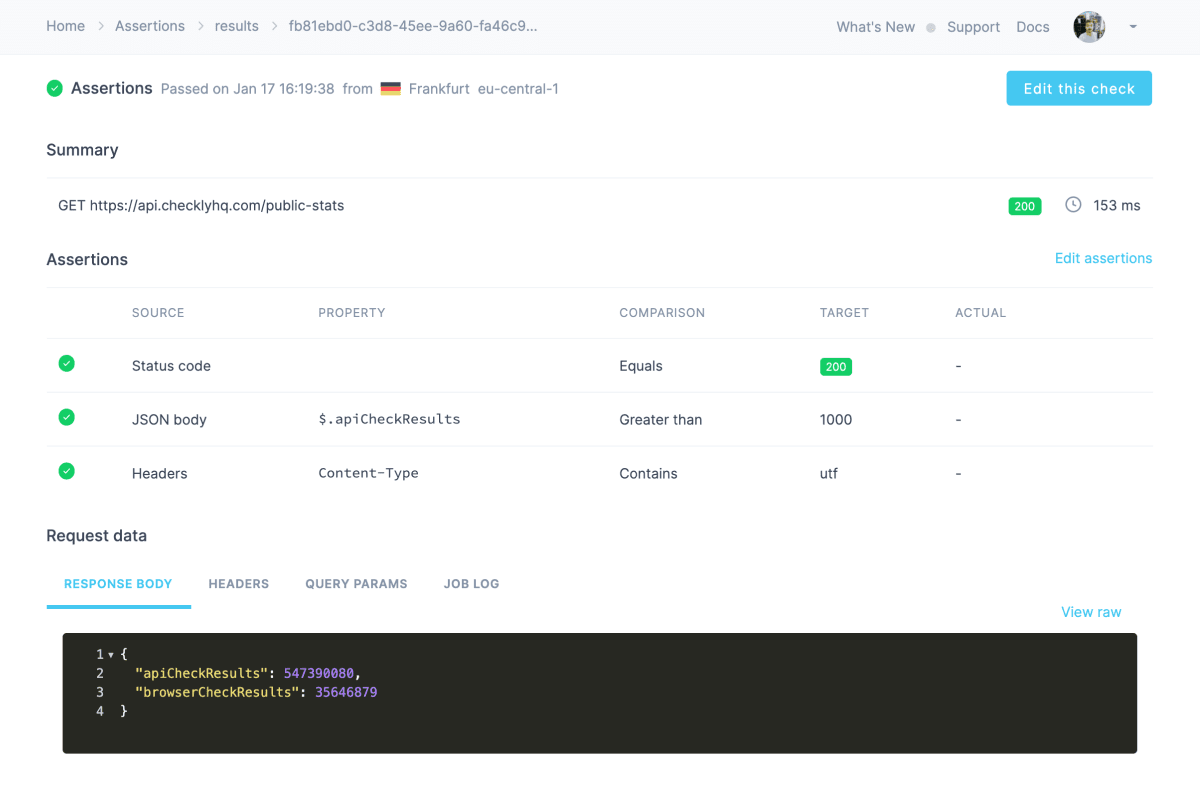 Home > Assertions > results > fb81ebd0-c3d8-45ee-9a60-fa46c9...
What's New Support Docs
Assertions Passed on Jan 17 16:19:38 from Frankfurt eu-central-1
Edit this check
Summary
GET https://api.checklyhq.com/public-stats 200 153 ms
Assertions Edit assertions
SOURCE PROPERTY COMPARISON TARGET ACTUAL
Status code Equals 200 -
JSON body $.apiCheckResults Greater than 1000 -
Headers Content-Type Contains utf -
Request data
RESPONSE BODY HEADERS QUERY PARAMS JOB LOG
View raw
1 {
2 "apiCheckResults": 547390080,
3 "browserCheckResults": 35646879
4 }